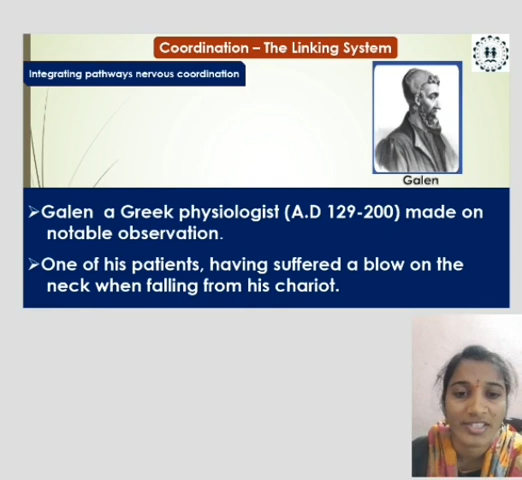 Coordination – The Linking System
Integrating pathways nervous coordination
Galen
➢Galen a Greek physiologist (A.D 129-200) made on
notable observation.
➢One of his patients, having suffered a blow on the
neck when falling from his chariot.